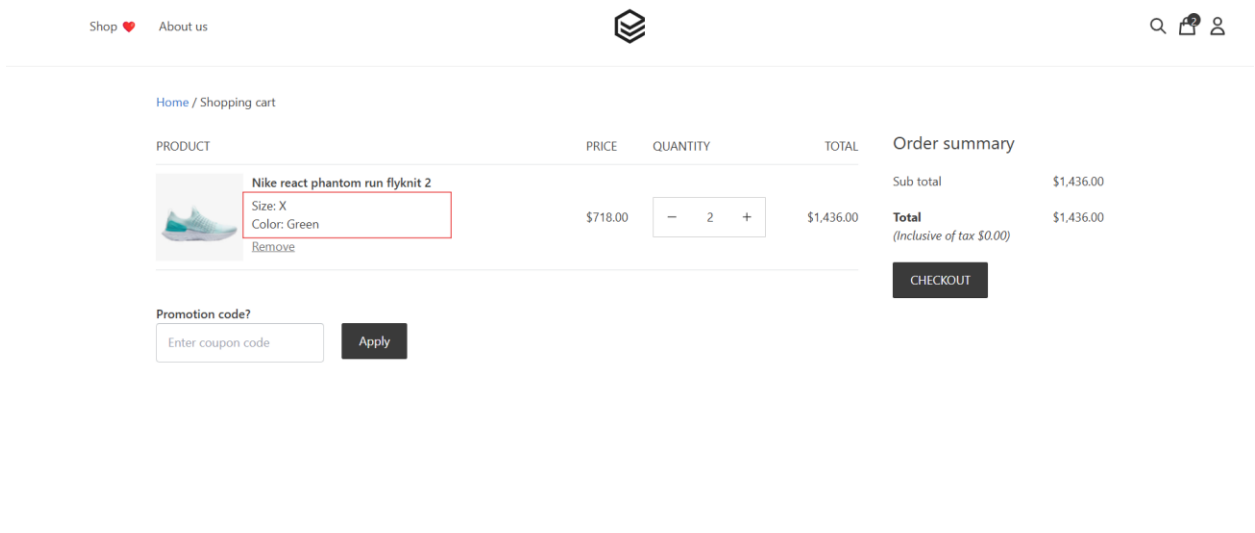 Shop ❤️ About us
2
Home / Shopping cart
PRODUCT PRICE QUANTITY TOTAL
Nike react phantom run flyknit 2
Size: X
Color: Green
Remove
$718.00 − 2 + $1,436.00
Promotion code?
Enter coupon code Apply
Order summary
Sub total $1,436.00
Total $1,436.00
(Inclusive of tax $0.00)
CHECKOUT